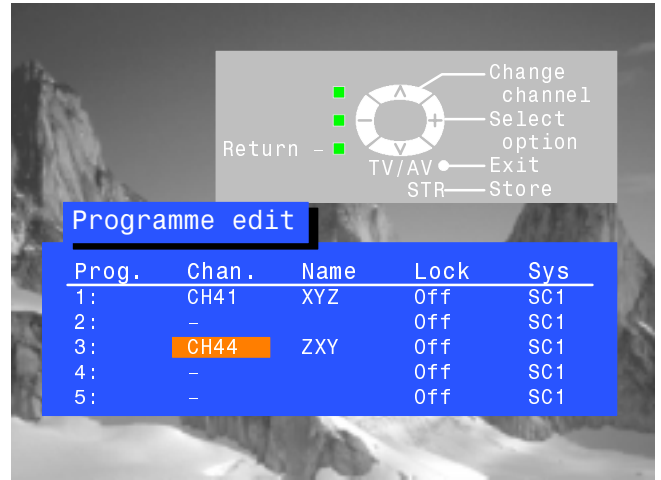 Change
channel
Select
option
Return –
TV/AV Exit
STR Store
Programme edit
Prog. Chan. Name Lock Sys
1: CH41 XYZ Off SC1
2: – Off SC1
3: CH44 ZXY Off SC1
4: – Off SC1
5: – Off SC1